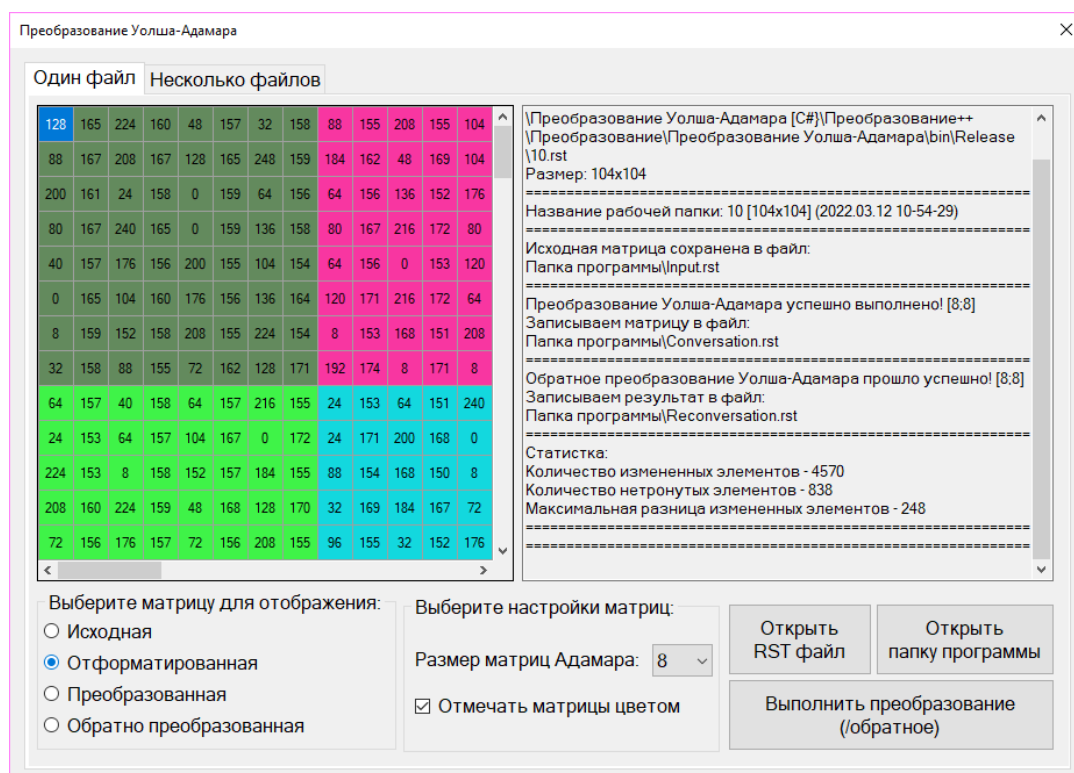 Преобразование Уолша-Адамара
Один файл Несколько файлов
128 165 224 160 48 157 32 158 88 155 208 155 104
88 167 208 167 128 165 248 159 184 162 48 169 104
200 161 24 158 0 159 64 156 64 156 136 152 176
80 167 240 165 0 159 136 158 80 167 216 172 80
40 157 176 156 200 155 104 154 64 156 0 153 120
0 165 104 160 176 156 136 164 120 171 216 172 64
8 159 152 158 208 155 224 154 8 153 168 151 208
32 158 88 155 72 162 128 171 192 174 8 171 8
64 157 40 158 64 157 216 155 24 153 64 151 240
24 153 64 157 104 167 0 172 24 171 200 168 0
224 153 8 158 152 157 184 155 88 154 168 150 8
208 160 224 159 48 168 128 170 32 169 184 167 72
72 156 176 157 72 156 208 155 96 155 32 152 176
\Преобразование Уолша-Адамара [C#}\Преобразование++
\Преобразование\Преобразование Уолша-Адамара\bin\Release
\10.rst
Размер: 104x104
==============================================================
Название рабочей папки: 10 [104x104] (2022.03.12 10-54-29)
==============================================================
Исходная матрица сохранена в файл:
Папка программы\Input.rst
==============================================================
Преобразование Уолша-Адамара успешно выполнено! [8;8]
Записываем матрицу в файл:
Папка программы\Conversation.rst
==============================================================
Обратное преобразование Уолша-Адамара прошло успешно! [8;8]
Записываем результат в файл:
Папка программы\Reconversation.rst
==============================================================
Статистка:
Количество измененных элементов - 4570
Количество нетронутых элементов - 838
Максимальная разница измененных элементов - 248
==============================================================
==============================================================
Выберите матрицу для отображения:
Исходная
Отформатированная
Преобразованная
Обратно преобразованная
Выберите настройки матриц:
Размер матриц Адамара: 8
Отмечать матрицы цветом
Открыть
RST файл
Открыть
папку программы
Выполнить преобразование
(/обратное)